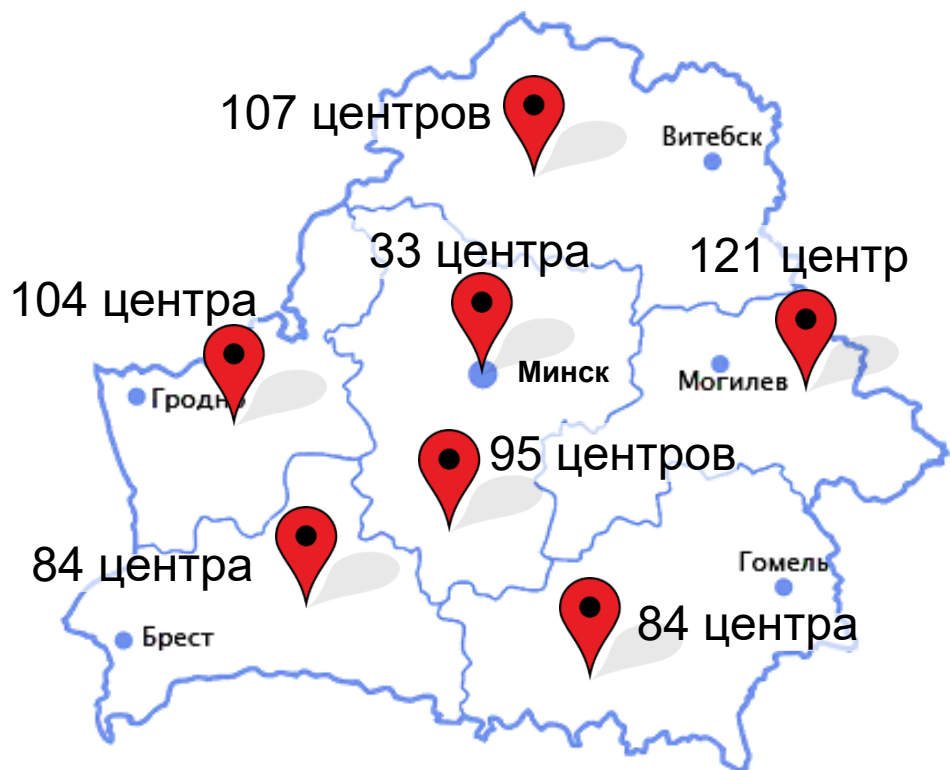 107 центров
Витебск
33 центра
121 центр
104 центра
Минск
Могилев
Гродно
95 центров
84 центра
Гомель
84 центра
Брест